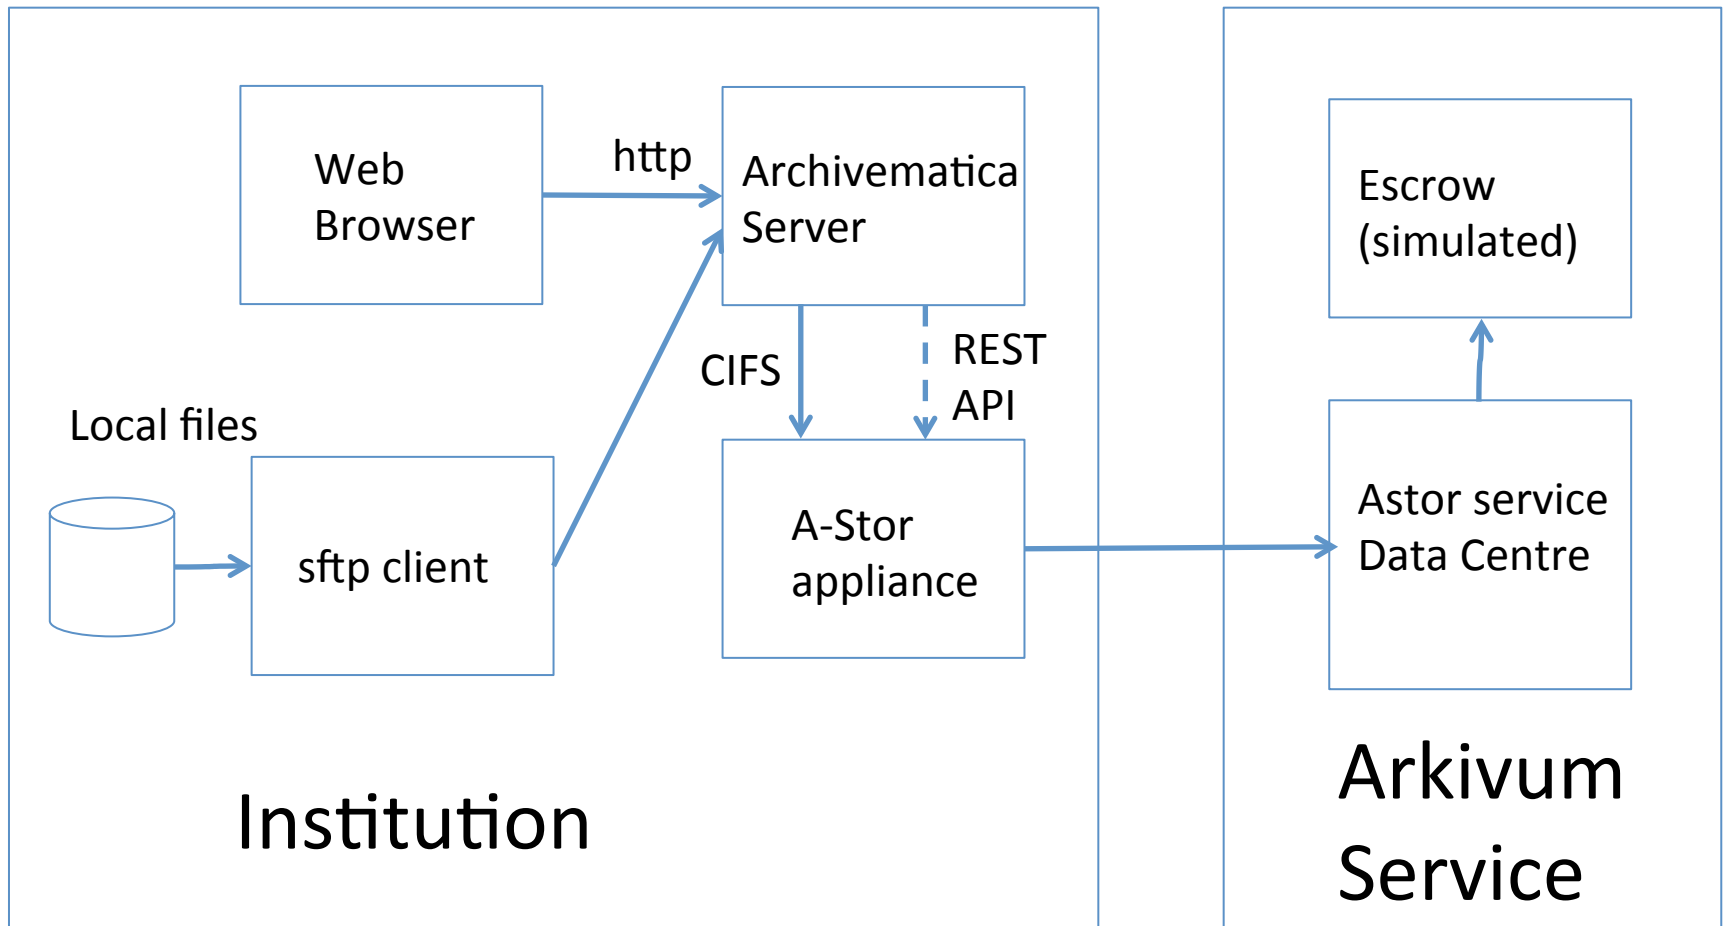 Web
Browser
http
Archivematica
Server
CIFS
REST
API
Local files
sftp client
A-Stor
appliance
Institution
Escrow
(simulated)
Astor service
Data Centre
Arkivum
Service